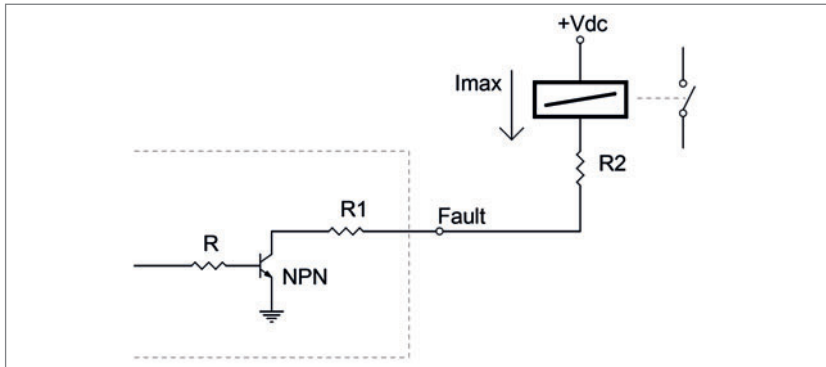 +Vdc
Imax
R2
R1
Fault
R
NPN